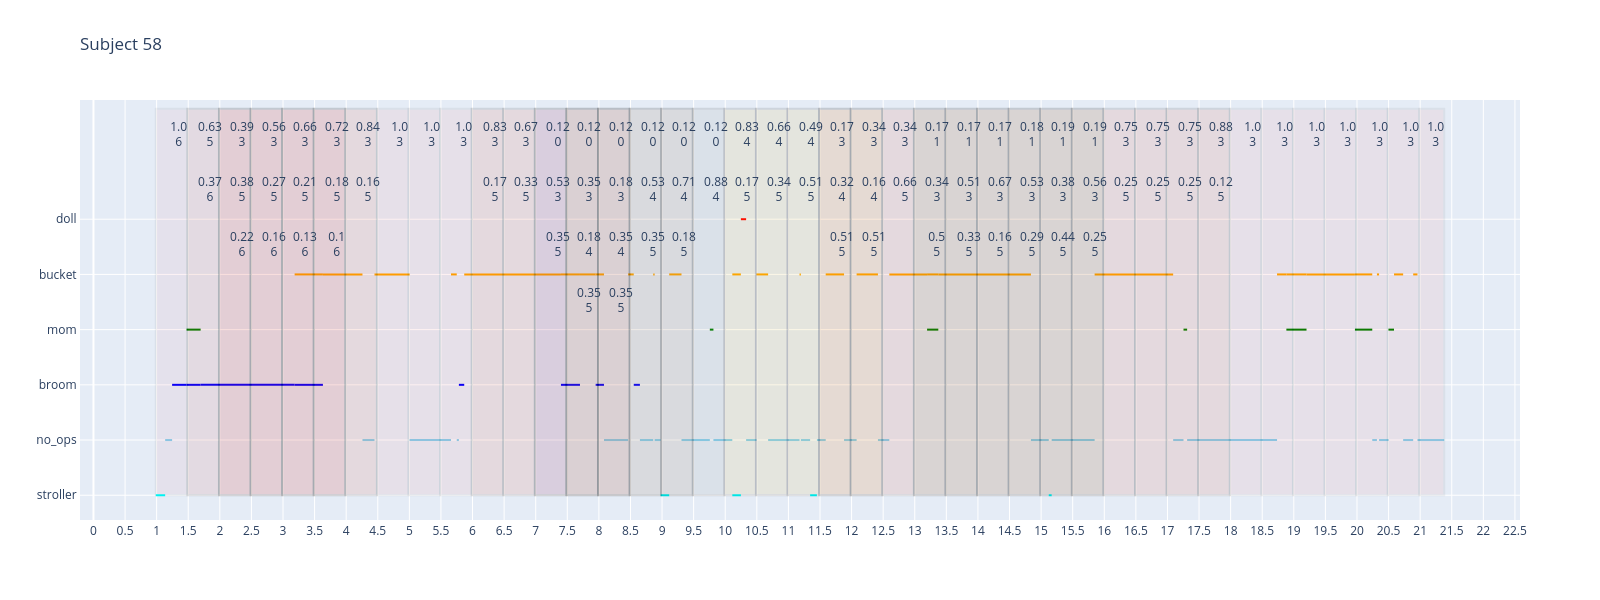 Subject 58
1.0 0.63 0.39 0.56 0.66 0.72 0.84 1.0 1.0 1.0 0.83 0.67 0.12 0.12 0.12 0.12 0.12 0.12 0.83 0.66 0.49 0.17 0.34 0.34 0.17 0.17 0.17 0.18 0.19 0.19 0.75 0.75 0.75 0.88 1.0 1.0 1.0 1.0 1.0 1.0 1.0
6 5 3 3 3 3 3 3 3 3 3 3 0 0 0 0 0 0 4 4 4 3 3 3 1 1 1 1 1 1 3 3 3 3 3 3 3 3 3 3 3
0.37 0.38 0.27 0.21 0.18 0.16 0.17 0.33 0.53 0.35 0.18 0.53 0.71 0.88 0.17 0.34 0.51 0.32 0.16 0.66 0.34 0.51 0.67 0.53 0.38 0.56 0.25 0.25 0.25 0.12
6 5 5 5 5 5 5 5 3 3 3 4 4 4 5 5 5 4 4 5 3 3 3 3 3 3 5 5 5 5
doll
0.22 0.16 0.13 0.1 0.35 0.18 0.35 0.35 0.18 0.51 0.51 0.5 0.33 0.16 0.29 0.44 0.25
6 6 6 6 5 4 4 5 5 5 5 5 5 5 5 5 5
bucket
0.35 0.35
5 5
mom
broom
no_ops
stroller
0 0.5 1 1.5 2 2.5 3 3.5 4 4.5 5 5.5 6 6.5 7 7.5 8 8.5 9 9.5 10 10.5 11 11.5 12 12.5 13 13.5 14 14.5 15 15.5 16 16.5 17 17.5 18 18.5 19 19.5 20 20.5 21 21.5 22 22.5